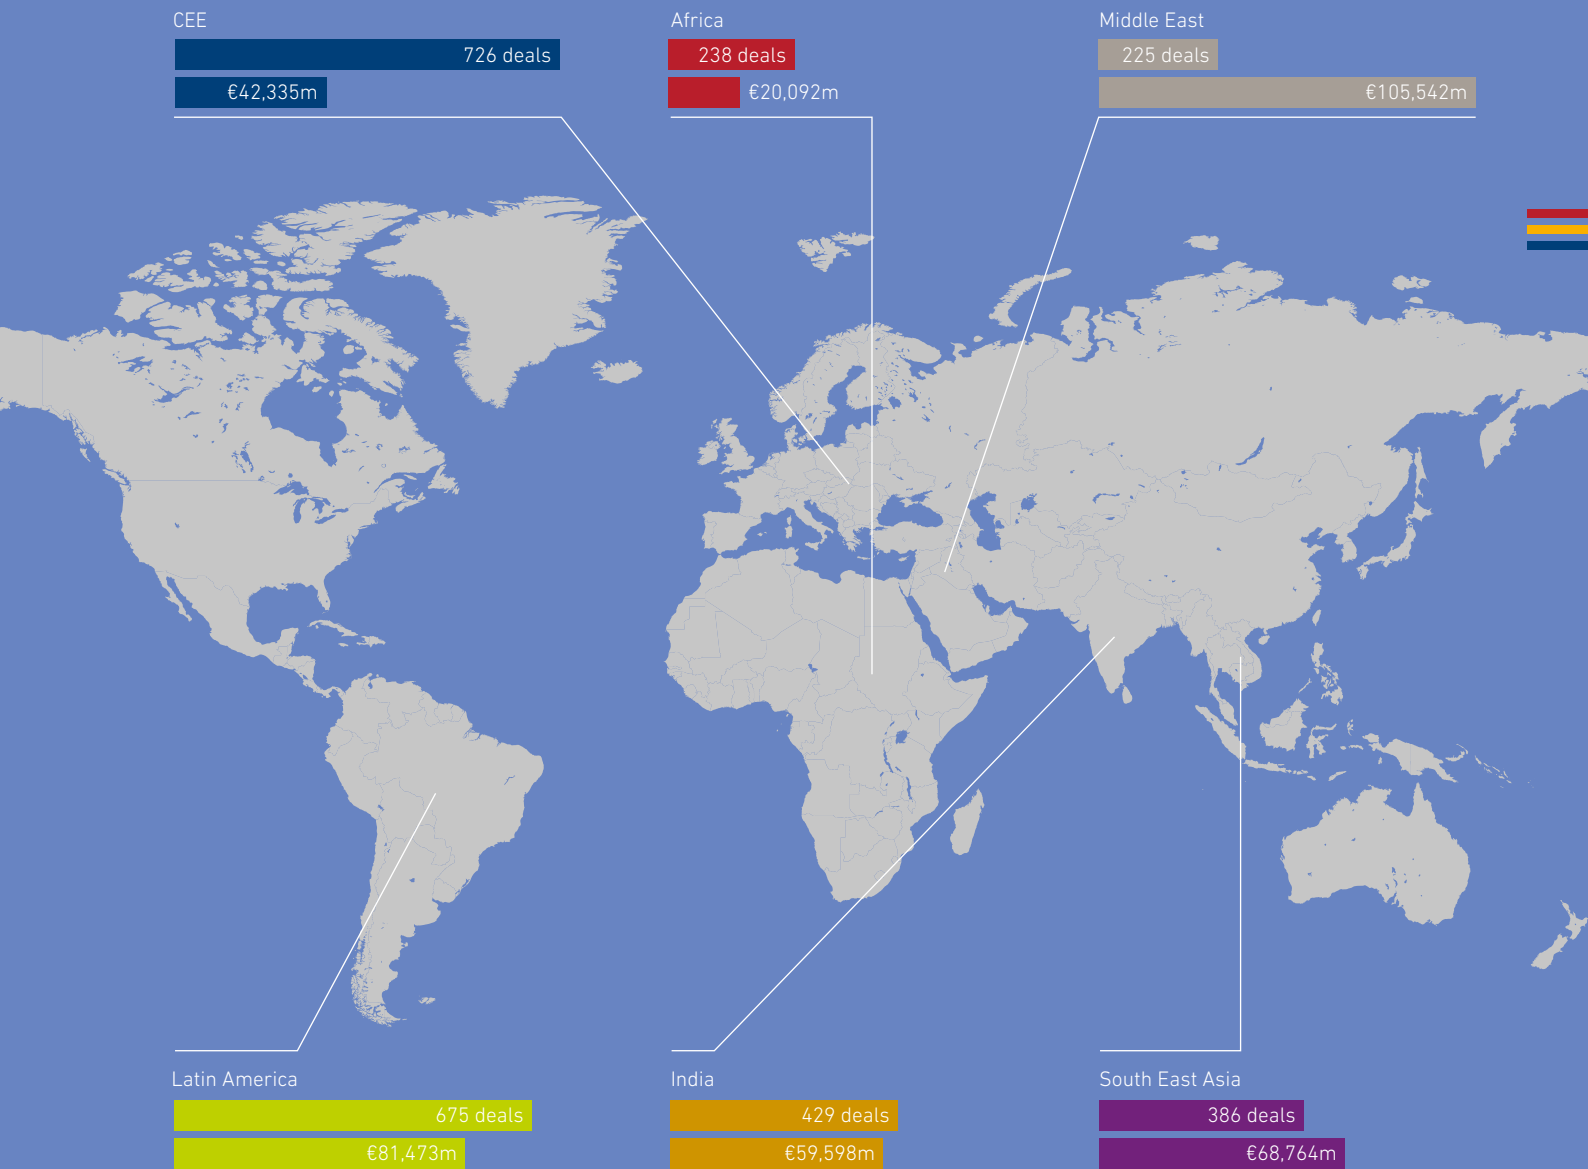 CEE
726 deals
€42,335m
Africa
238 deals
€20,092m
Middle East
225 deals
€105,542m
Latin America
675 deals
€81,473m
India
429 deals
€59,598m
South East Asia
386 deals
€68,764m